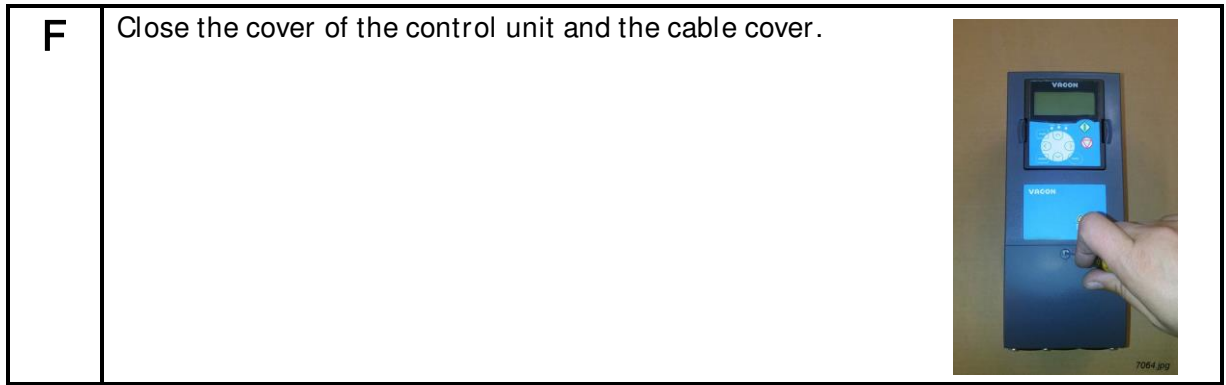 F
Close the cover of the control unit and the cable cover.
VACON
VACON
7064.jpg